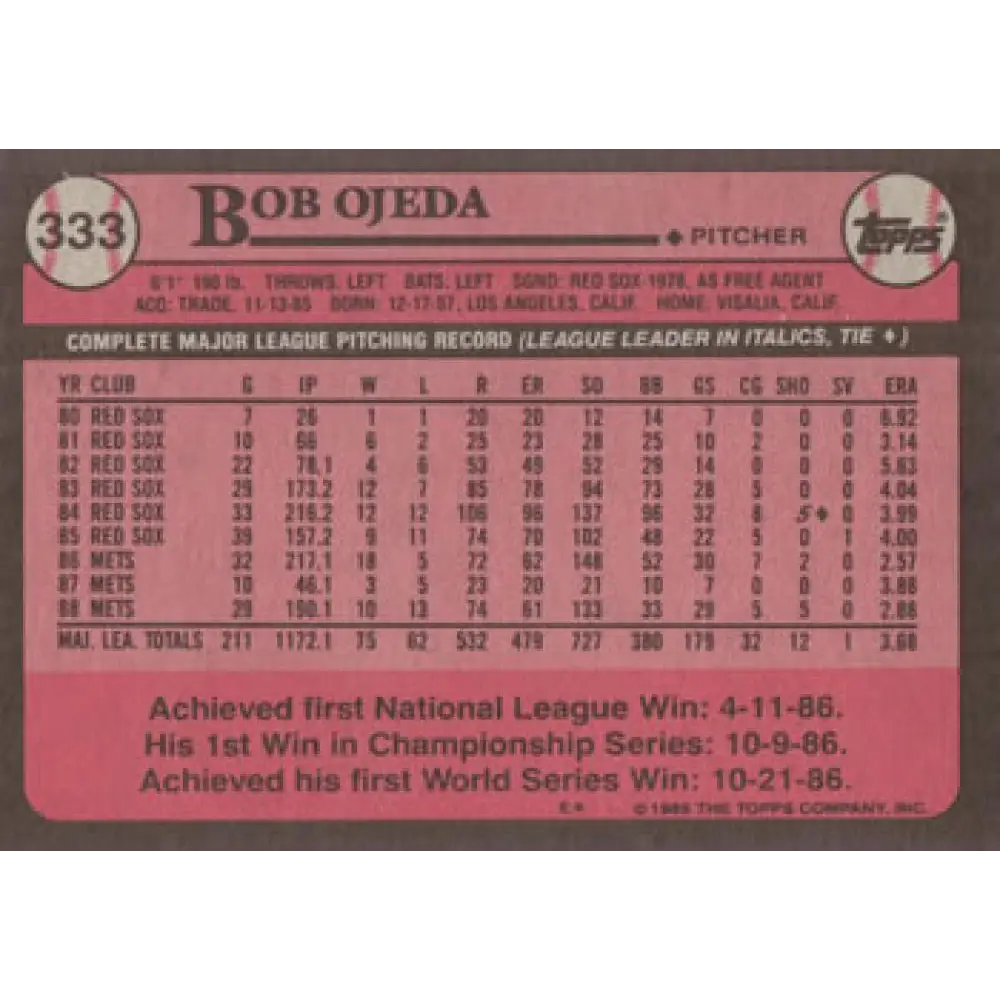 333 BOB OJEDA
◆ PITCHER
TOPPS®
6'1" 190 lb. THROWS: LEFT BATS: LEFT SGND: RED SOX-1978, AS FREE AGENT
ACQ: TRADE, 11-13-85 BORN: 12-17-57, LOS ANGELES, CALIF. HOME: VISALIA, CALIF.
COMPLETE MAJOR LEAGUE PITCHING RECORD (LEAGUE LEADER IN ITALICS, TIE ♦)
YR CLUB G IP W L R ER SO BB GS CG SHO SV ERA
80 RED SOX 7 26 1 1 20 20 12 14 7 0 0 0 6.92
81 RED SOX 10 66 6 2 25 23 28 25 10 2 0 0 3.14
82 RED SOX 22 78.1 4 6 53 49 52 29 14 0 0 0 5.63
83 RED SOX 29 173.2 12 7 85 78 94 73 28 5 0 0 4.04
84 RED SOX 33 216.2 12 12 106 96 137 96 32 8 5♦ 0 3.99
85 RED SOX 39 157.2 9 11 74 70 102 48 22 5 0 1 4.00
86 METS 32 217.1 18 5 72 62 148 52 30 7 2 0 2.57
87 METS 10 46.1 3 5 23 20 21 10 7 0 0 0 3.88
88 METS 29 190.1 10 13 74 61 133 33 29 5 5 0 2.88
MAJ. LEA. TOTALS 211 1172.1 75 62 532 479 727 380 179 32 12 1 3.68
Achieved first National League Win: 4-11-86.
His 1st Win in Championship Series: 10-9-86.
Achieved his first World Series Win: 10-21-86.
E* © 1989 THE TOPPS COMPANY, INC.